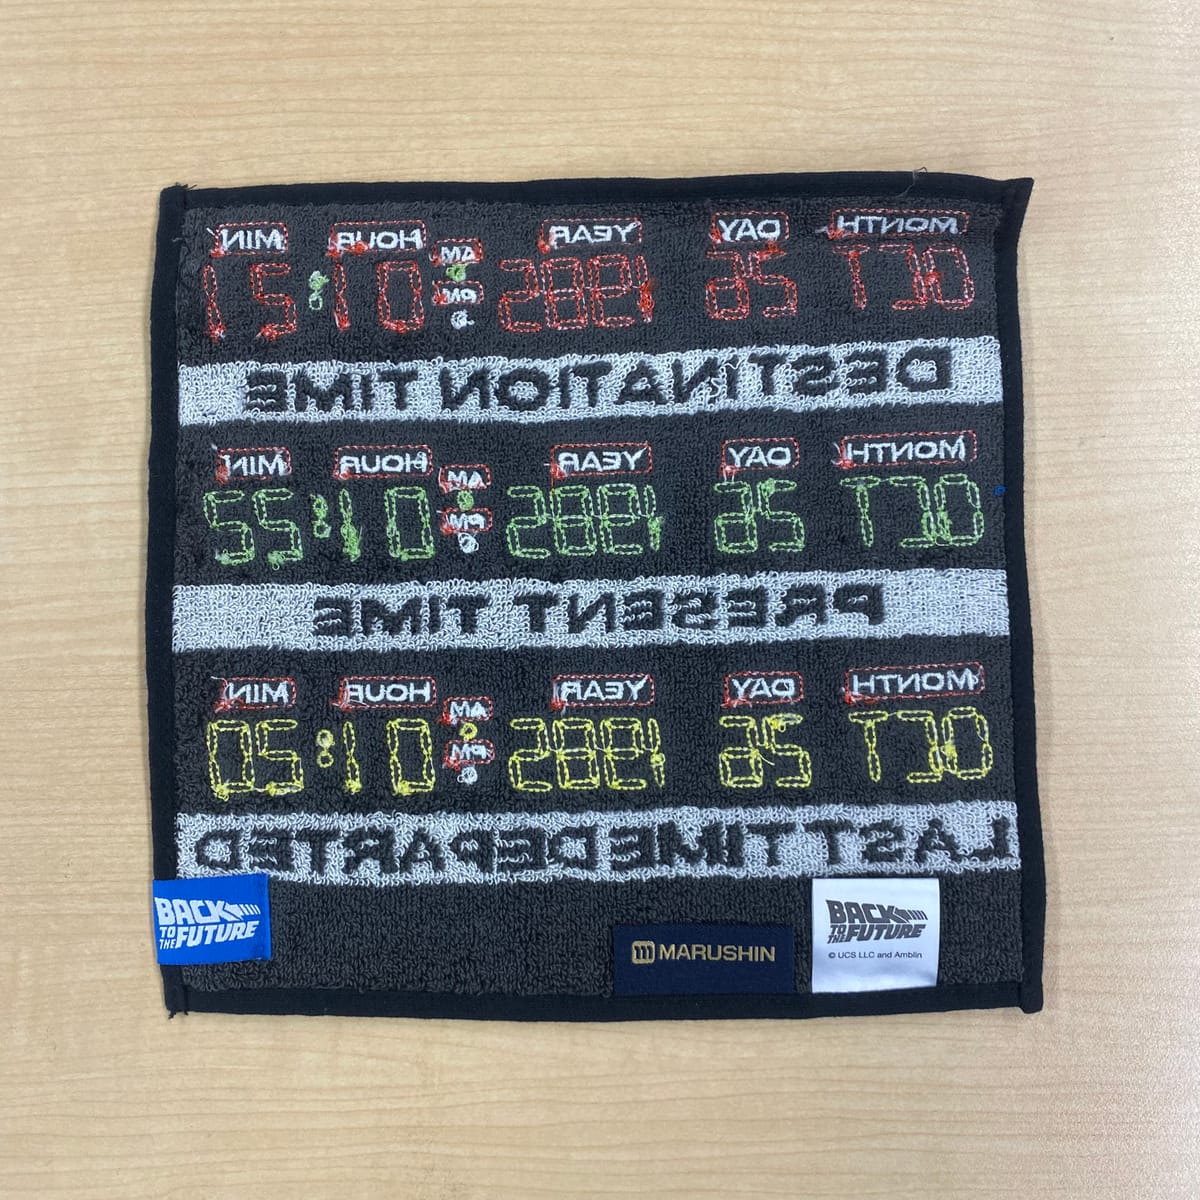 MONTH DAY YEAR AM HOUR MIN
OCT 26 1985 PM 01:21
DESTINATION TIME
MONTH DAY YEAR AM HOUR MIN
OCT 26 1985 PM 01:22
PRESENT TIME
MONTH DAY YEAR AM HOUR MIN
OCT 26 1985 PM 01:20
LAST TIME DEPARTED
BACK
TO THE FUTURE
MARUSHIN
BACK
TO THE FUTURE
© UCS LLC and Amblin